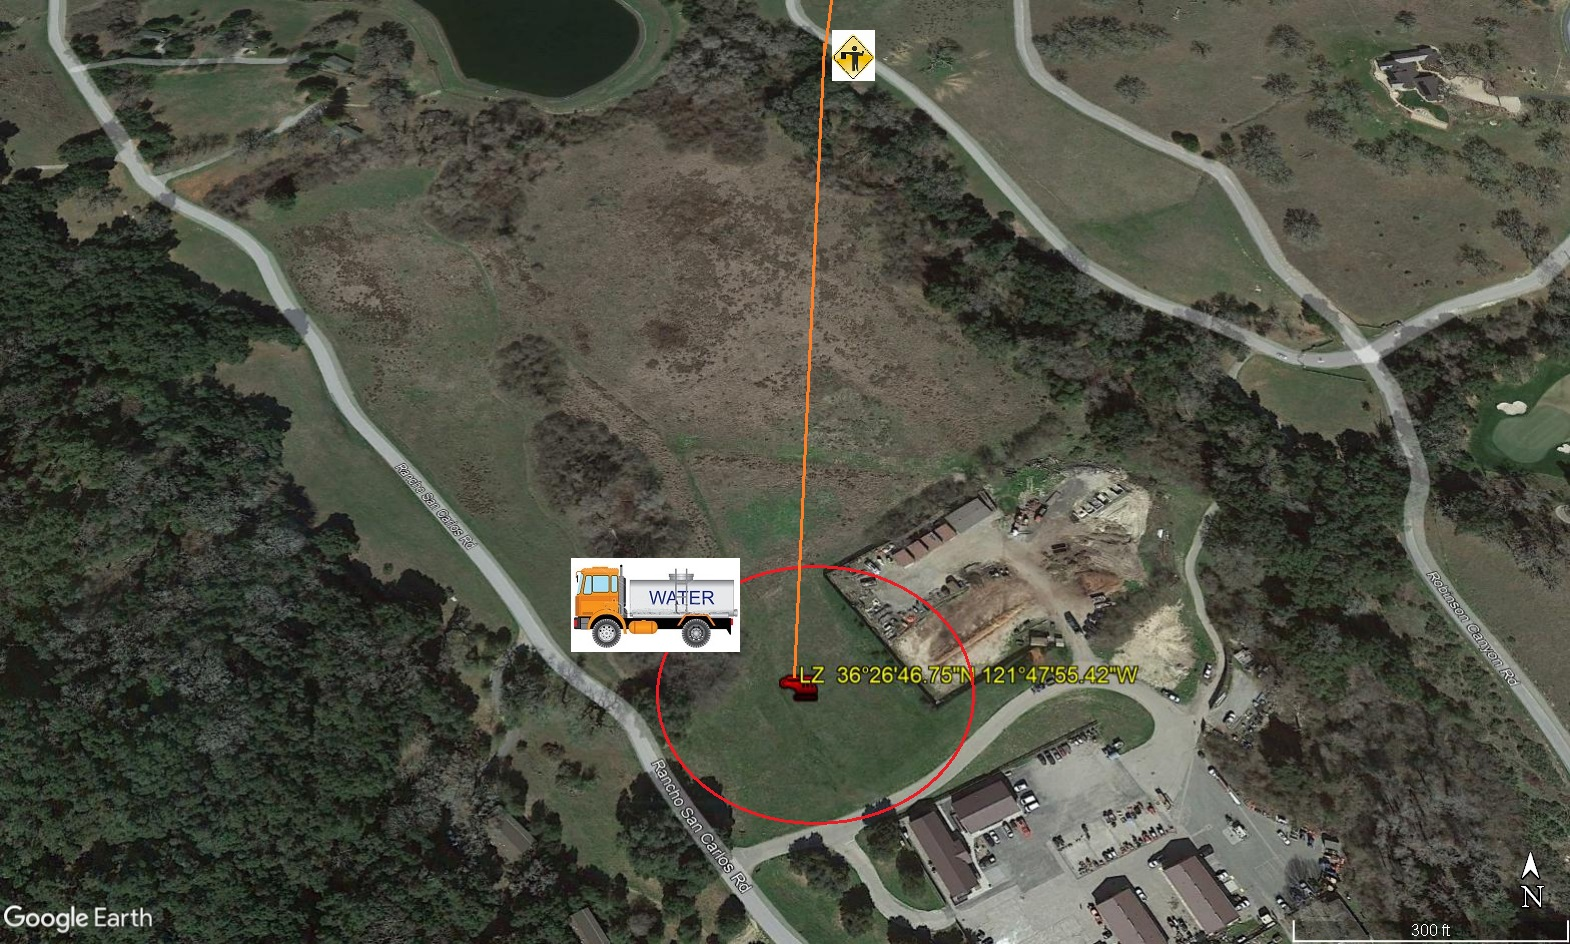 Rancho San Carlos Rd
WATER
Robinson Canyon Rd
LZ 36°26'46.75"N 121°47'55.42"W
Rancho San Carlos Rd
N
Google Earth
300 ft